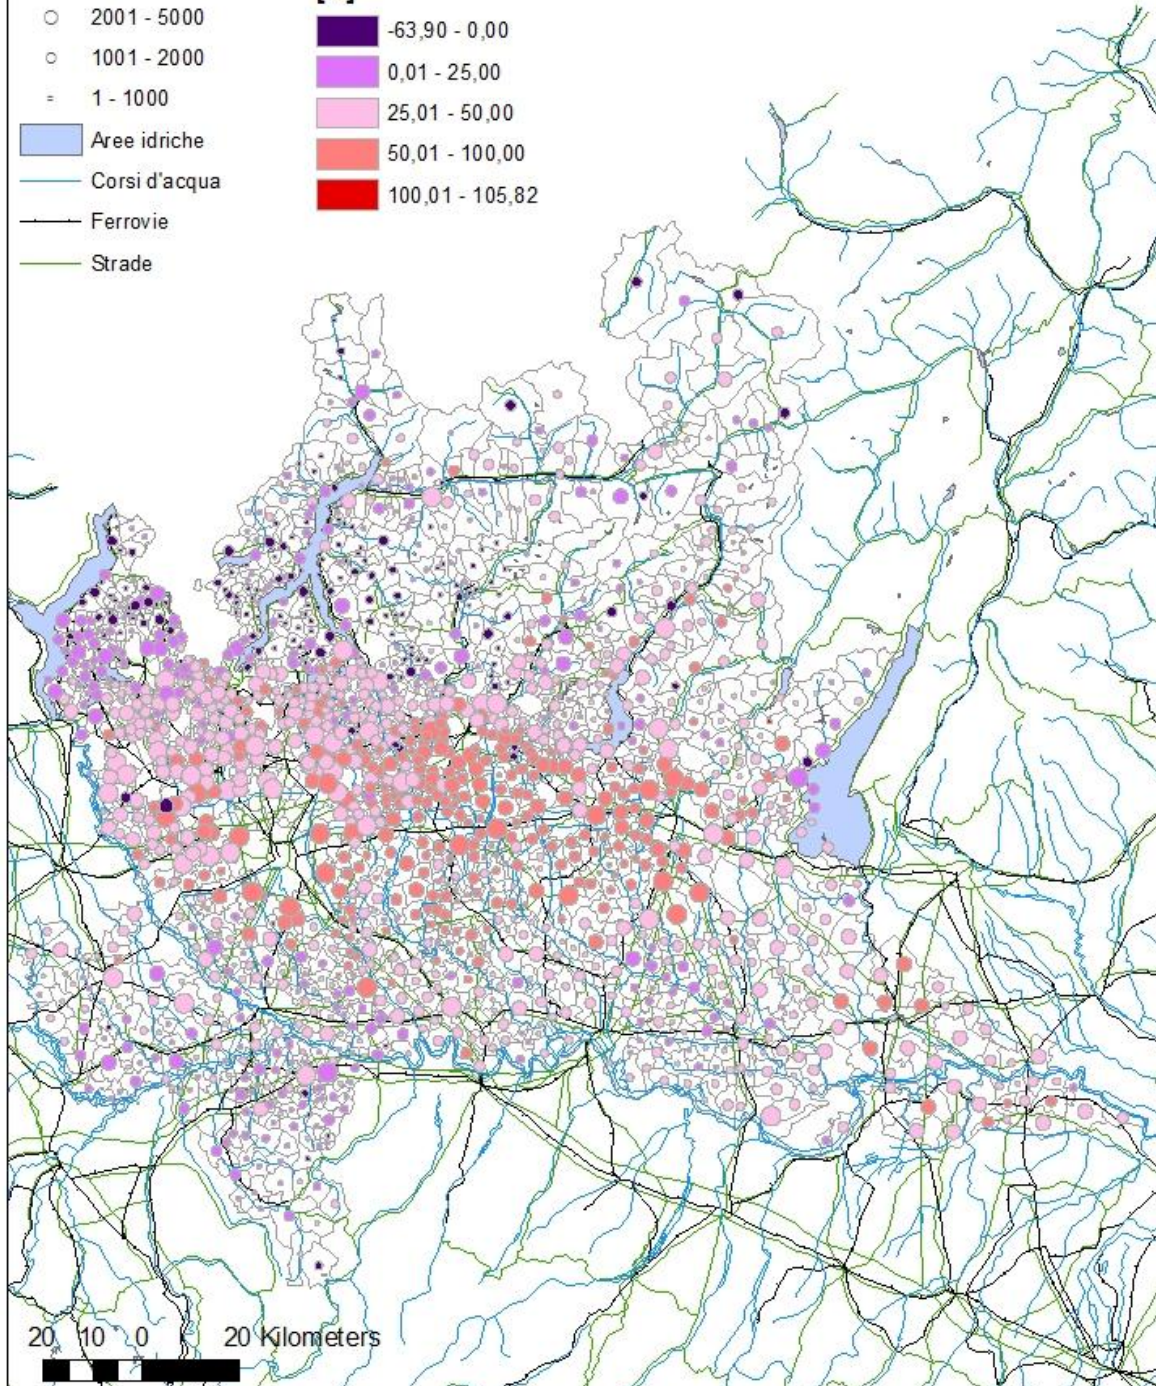 2001 - 5000
1001 - 2000
1 - 1000
Aree idriche
Corsi d'acqua
Ferrovie
Strade
-63,90 - 0,00
0,01 - 25,00
25,01 - 50,00
50,01 - 100,00
100,01 - 105,82
20 10 0 20 Kilometers